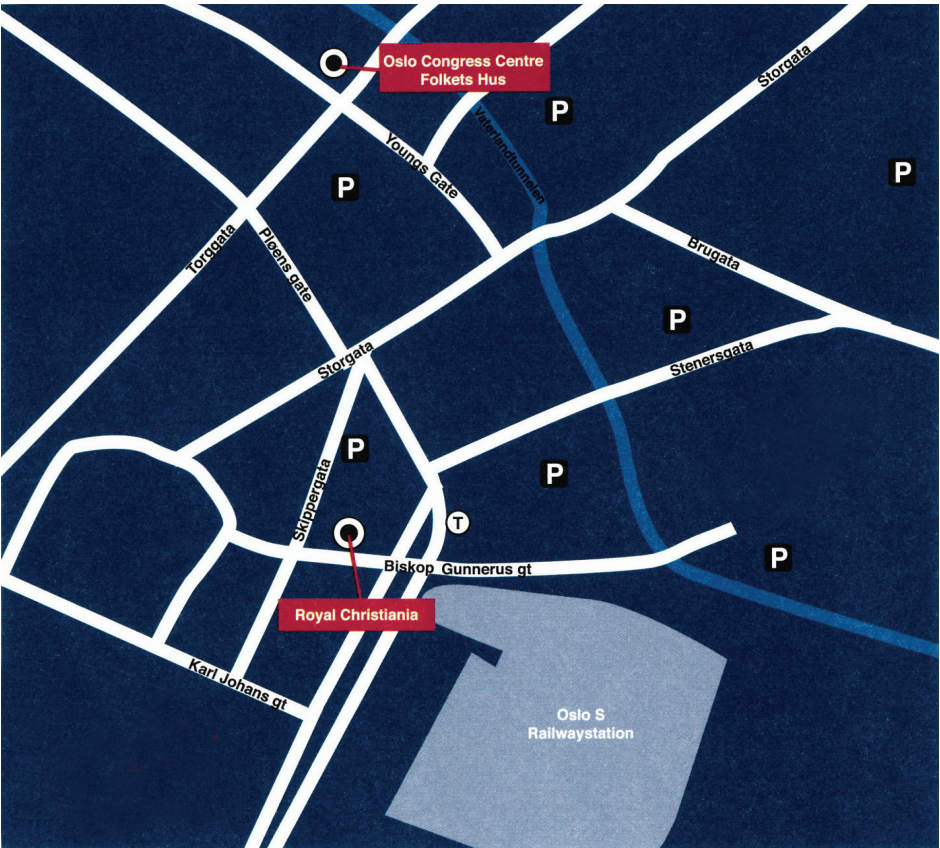 Oslo Congress Centre
Folkets Hus
Storgata
P
Vaterlandtunnelen
Youngs Gate
P
P
Torggata
Pløens gate
Brugata
P
Storgata
Stenersgata
P
Skippergata
P
T
P
Biskop Gunnerus gt
Royal Christiania
Karl Johans gt
Oslo S
Railwaystation